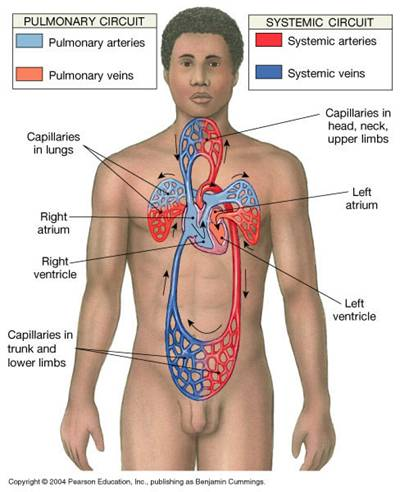 PULMONARY CIRCUIT
Pulmonary arteries
Pulmonary veins
SYSTEMIC CIRCUIT
Systemic arteries
Systemic veins
Capillaries in
head, neck,
upper limbs
Capillaries
in lungs
Left
atrium
Right
atrium
Right
ventricle
Left
ventricle
Capillaries in
trunk and
lower limbs
Copyright © 2004 Pearson Education, Inc., publishing as Benjamin Cummings.